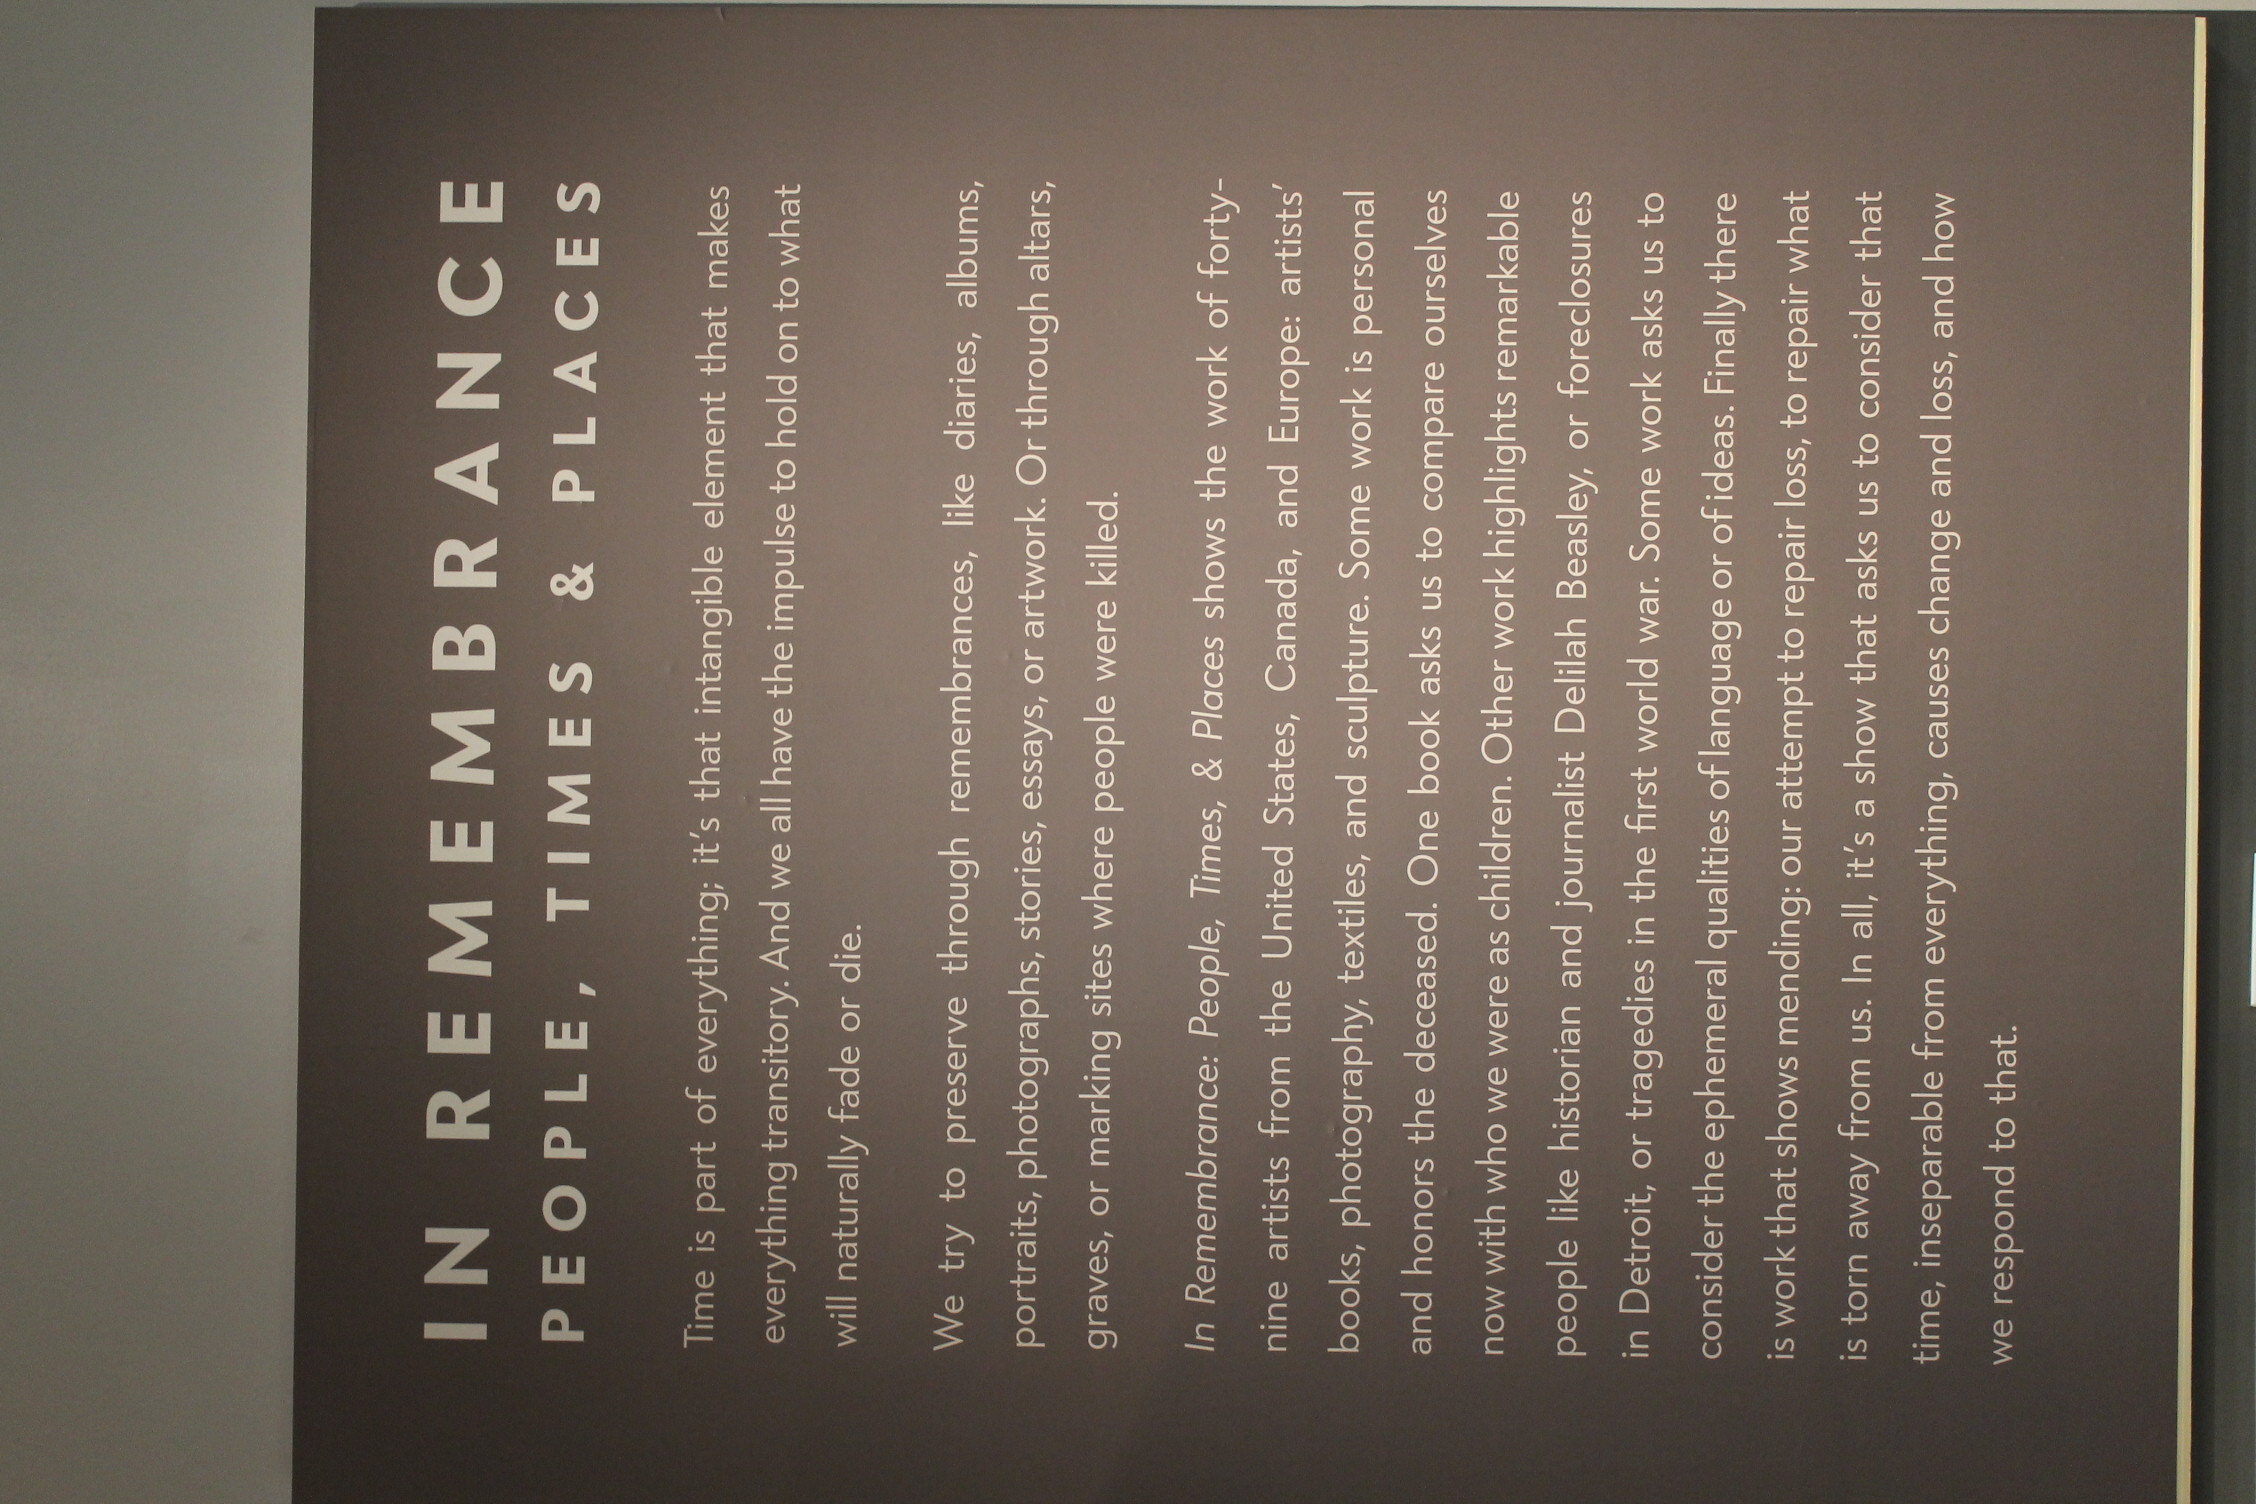 IN REMEMBRANCE
PEOPLE, TIMES & PLACES
Time is part of everything; it's that intangible element that makes
everything transitory. And we all have the impulse to hold on to what
will naturally fade or die.
We try to preserve through remembrances, like diaries, albums,
portraits, photographs, stories, essays, or artwork. Or through altars,
graves, or marking sites where people were killed.
In Remembrance: People, Times, & Places shows the work of forty-
nine artists from the United States, Canada, and Europe: artists'
books, photography, textiles, and sculpture. Some work is personal
and honors the deceased. One book asks us to compare ourselves
now with who we were as children. Other work highlights remarkable
people like historian and journalist Delilah Beasley, or foreclosures
in Detroit, or tragedies in the first world war. Some work asks us to
consider the ephemeral qualities of language or of ideas. Finally there
is work that shows mending: our attempt to repair loss, to repair what
is torn away from us. In all, it's a show that asks us to consider that
time, inseparable from everything, causes change and loss, and how
we respond to that.